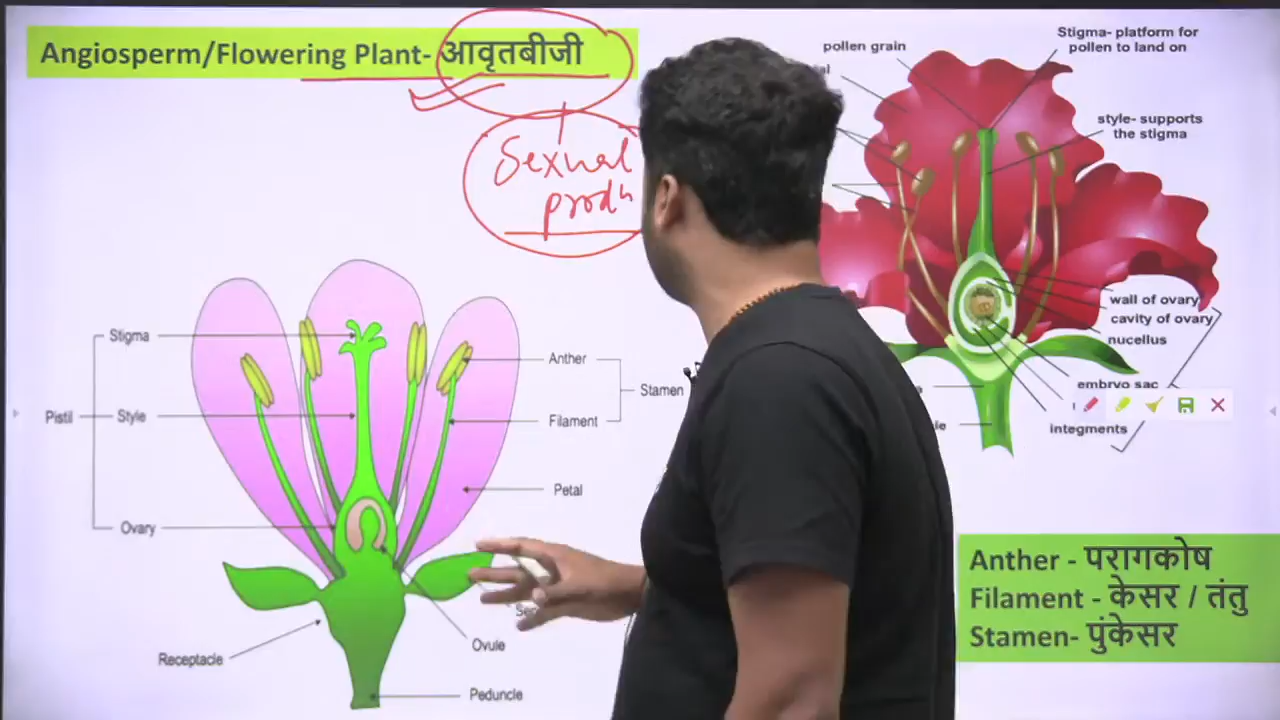 Angiosperm/Flowering Plant- आवृतबीजी
Sexual
prodⁿ
pollen grain
Stigma- platform for
pollen to land on
style- supports
the stigma
wall of ovary
cavity of ovary
nucellus
embryo sac
integments
Stigma
Pistil
Style
Ovary
Anther
Stamen
Filament
Petal
Ovule
Receptacle
Peduncle
Anther - परागकोष
Filament - केसर / तंतु
Stamen- पुंकेसर